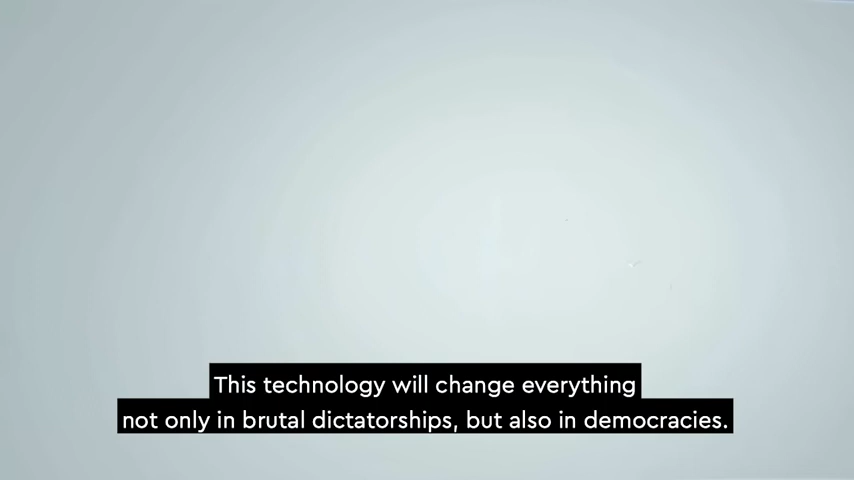 This technology will change everything
not only in brutal dictatorships, but also in democracies.